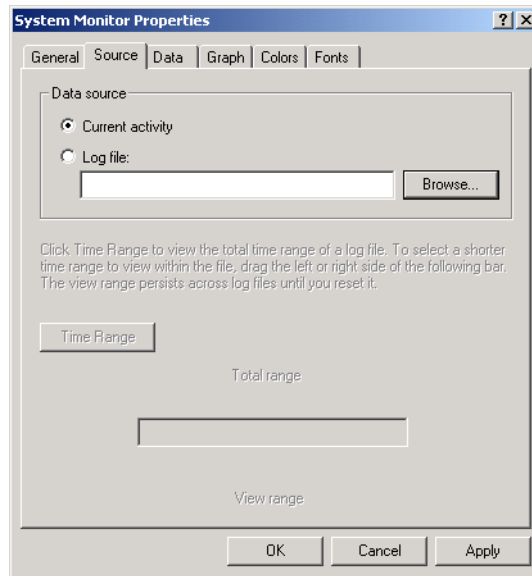 System Monitor Properties
General Source Data Graph Colors Fonts
Data source
Current activity
Log file:
Browse...
Click Time Range to view the total time range of a log file. To select a shorter
time range to view within the file, drag the left or right side of the following bar.
The view range persists across log files until you reset it.
Time Range
Total range
View range
OK Cancel Apply